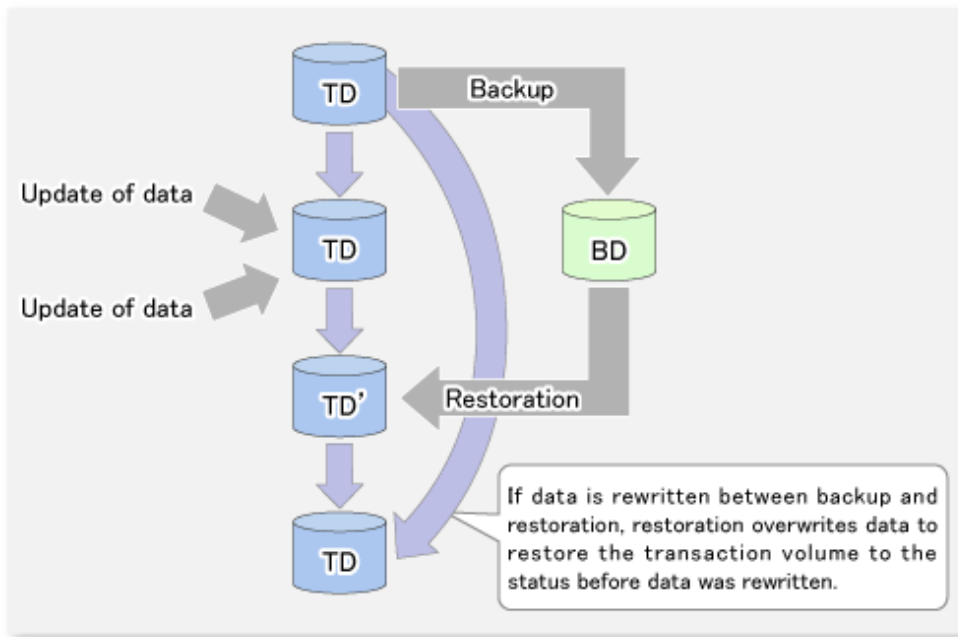 TD
Backup
Update of data
TD
BD
Update of data
TD’
Restoration
If data is rewritten between backup and
restoration, restoration overwrites data to
restore the transaction volume to the
status before data was rewritten.
TD